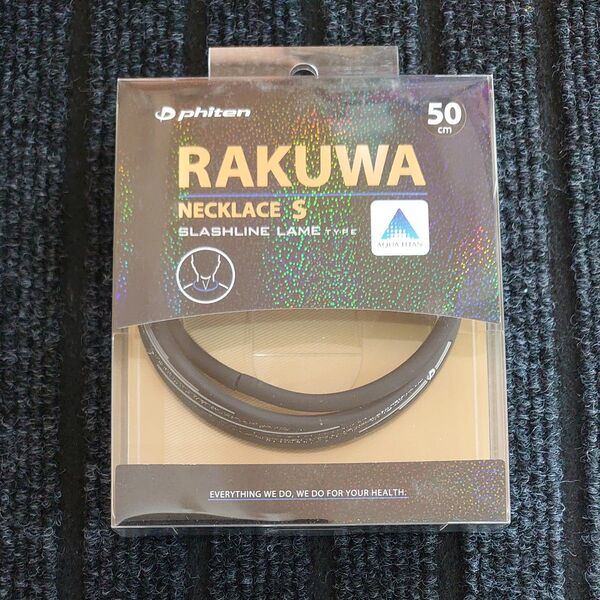 phiten
50
cm
RAKUWA
NECKLACE S
SLASHLINE LAME TYPE
AQUA TITAN
EVERYTHING WE DO, WE DO FOR YOUR HEALTH: